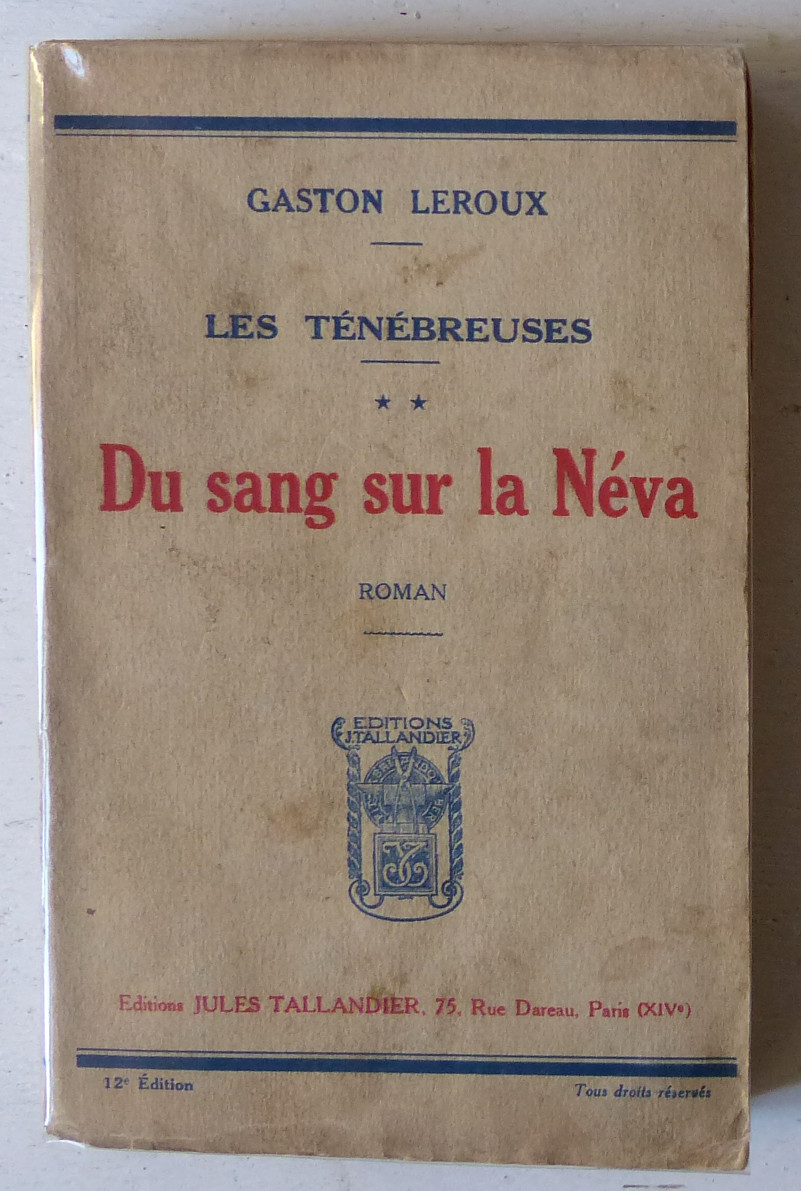 GASTON LEROUX
LES TÉNÉBREUSES
★ ★
Du sang sur la Néva
ROMAN
EDITIONS
J.TALLANDIER
Editions JULES TALLANDIER, 75, Rue Dareau, Paris (XIVe)
12e Édition
Tous droits réservés